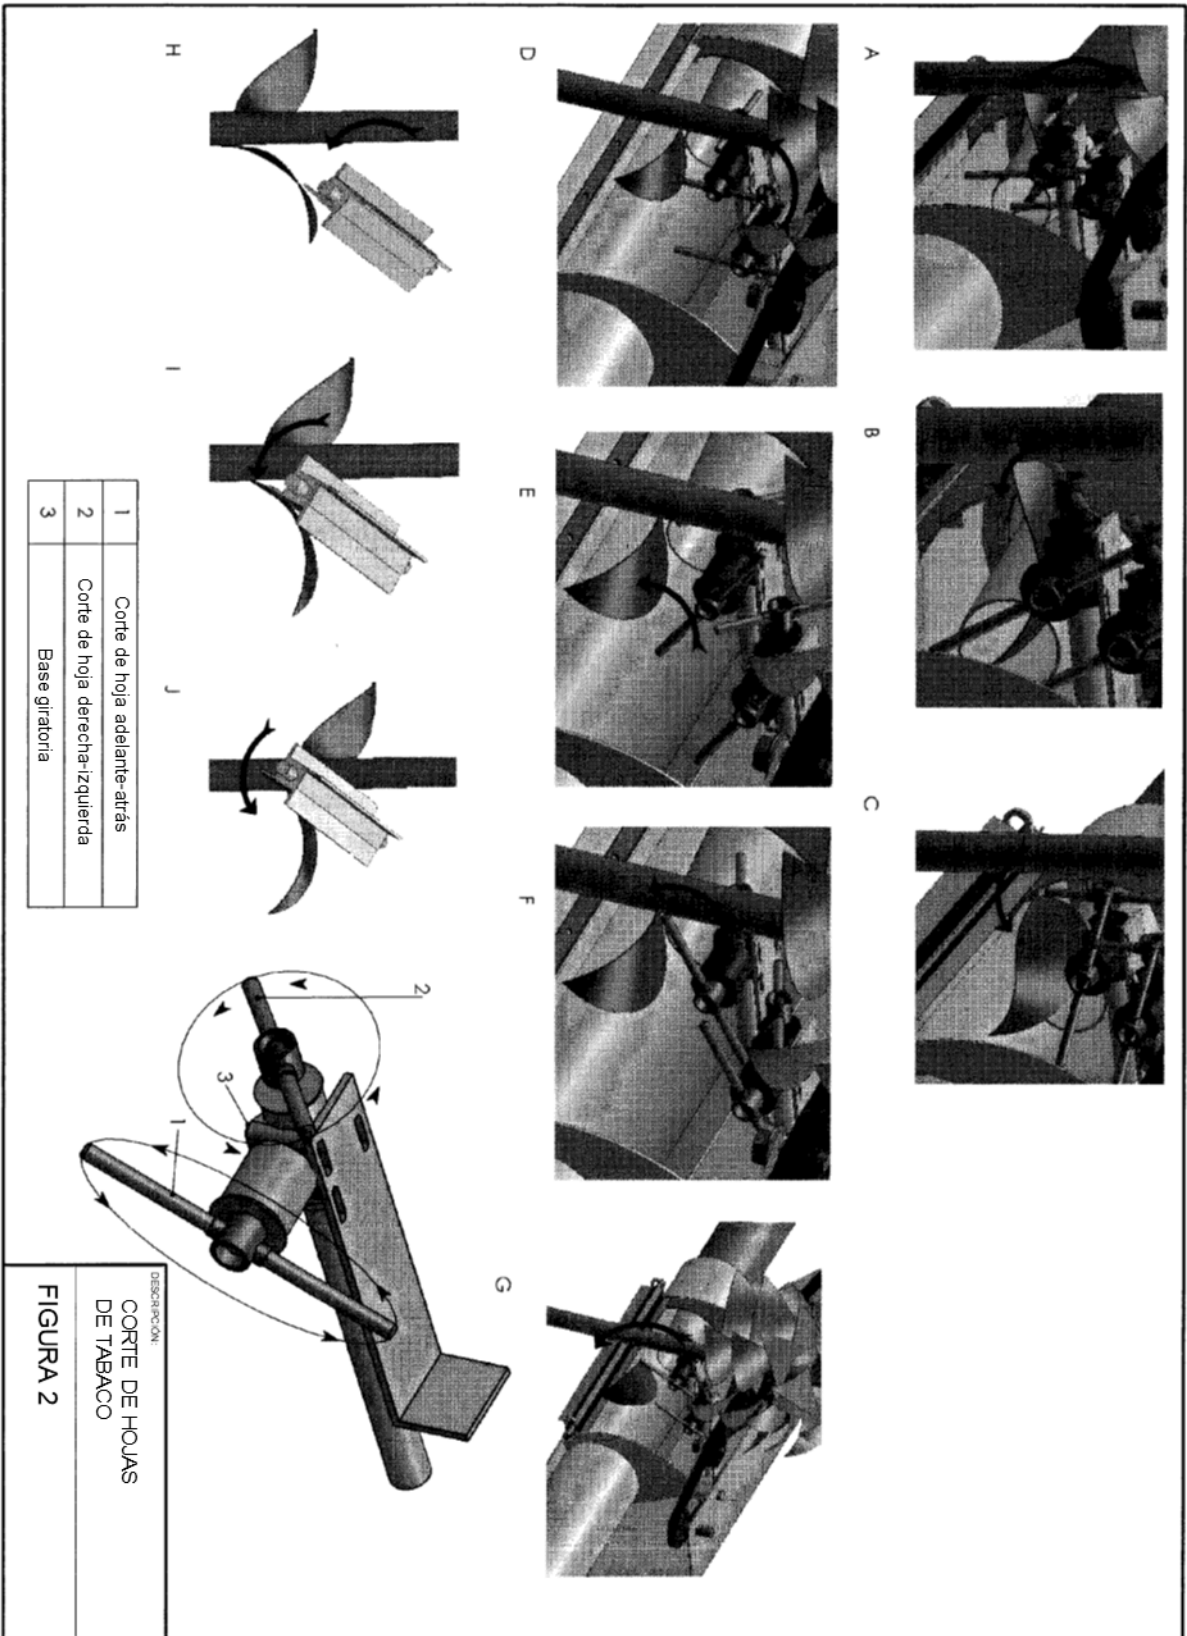 A
B
C
D
E
F
G
H
I
J
1 Corte de hoja adelante-atrás
2 Corte de hoja derecha-izquierda
3 Base giratoria
2
3
1
DESCRIPCIÓN:
CORTE DE HOJAS
DE TABACO
FIGURA 2